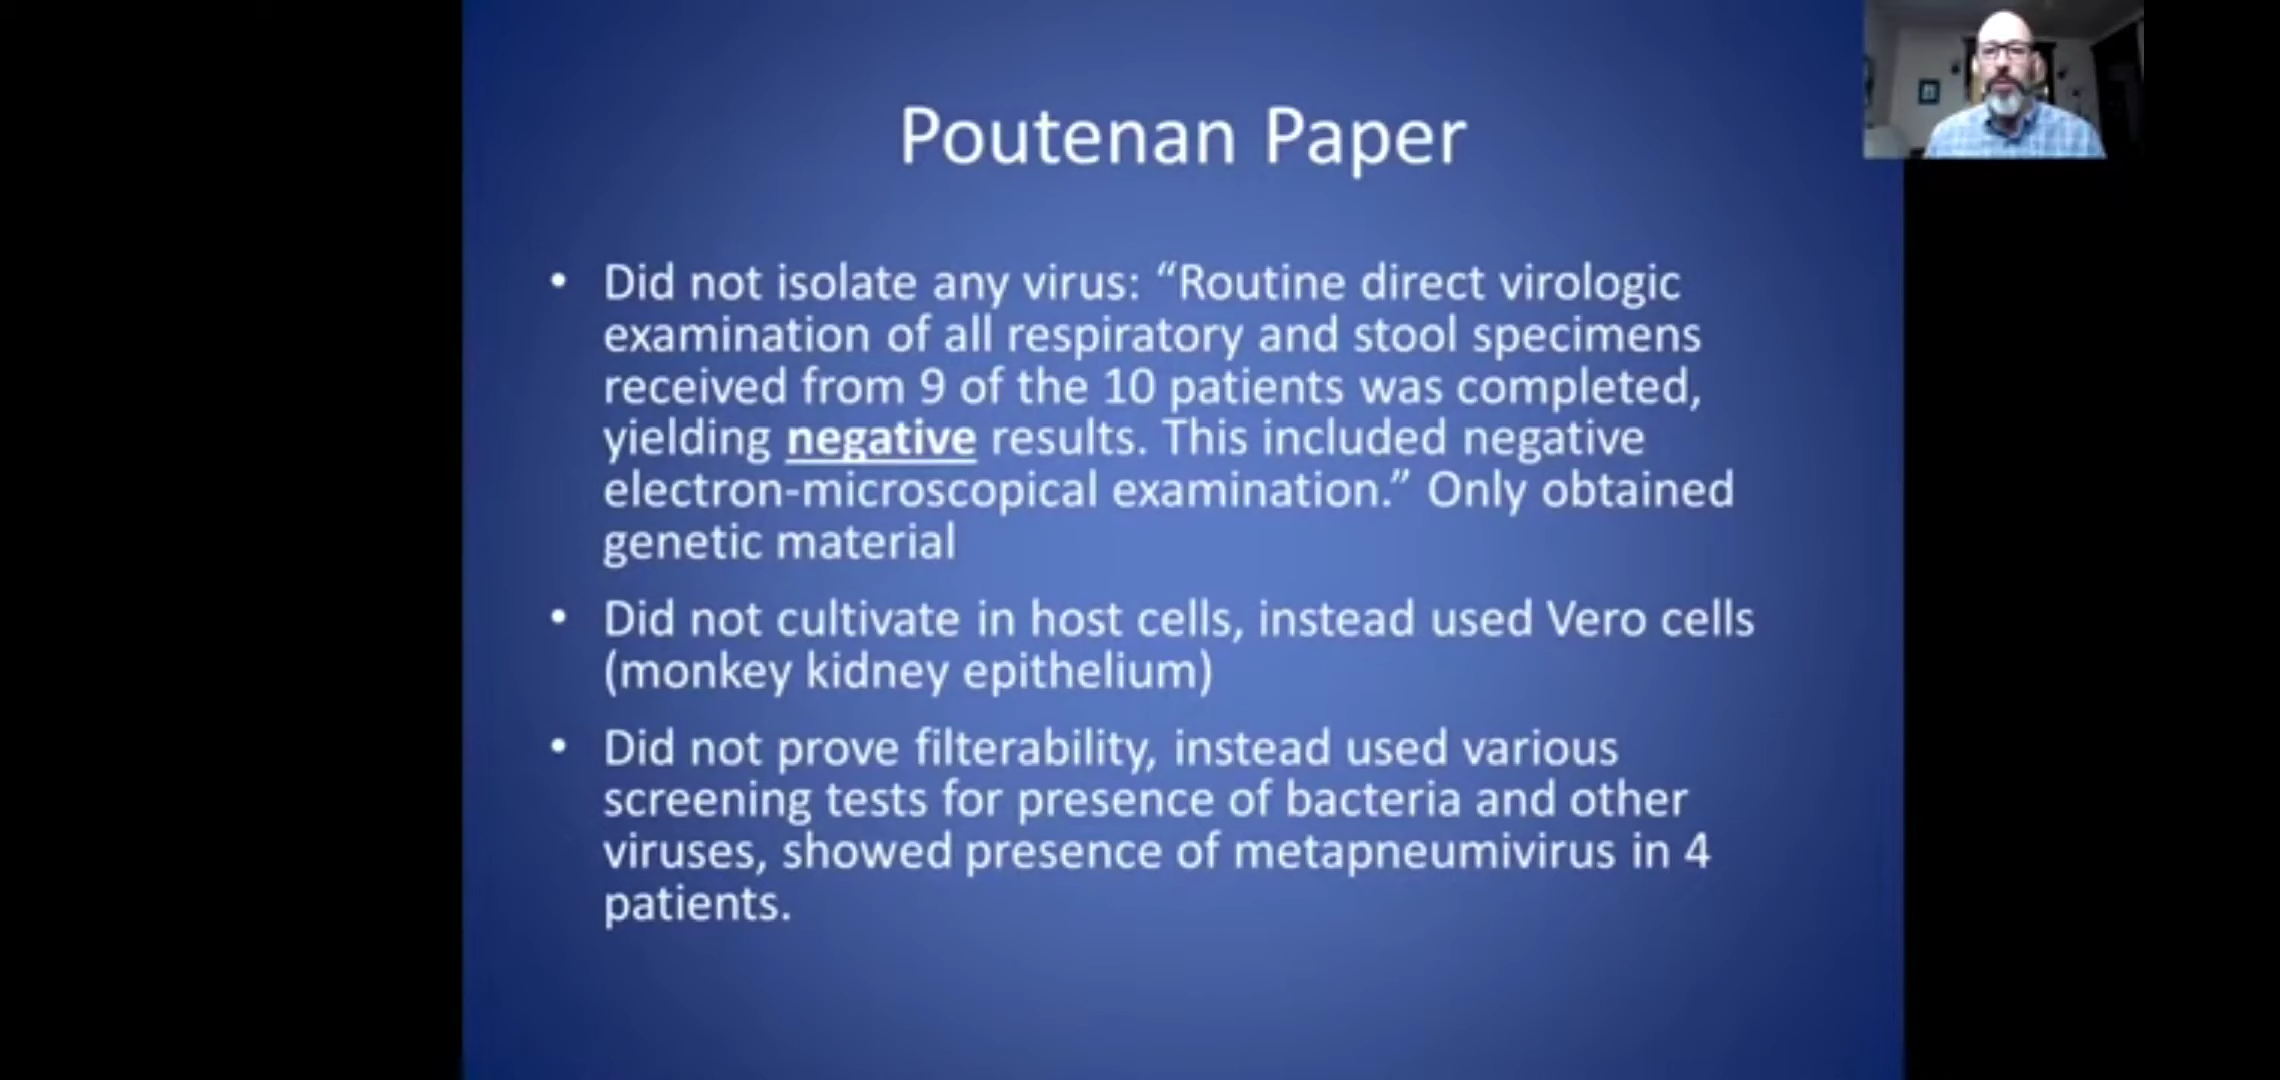 Poutenan Paper
• Did not isolate any virus: “Routine direct virologic
examination of all respiratory and stool specimens
received from 9 of the 10 patients was completed,
yielding negative results. This included negative
electron-microscopical examination.” Only obtained
genetic material
• Did not cultivate in host cells, instead used Vero cells
(monkey kidney epithelium)
• Did not prove filterability, instead used various
screening tests for presence of bacteria and other
viruses, showed presence of metapneumivirus in 4
patients.